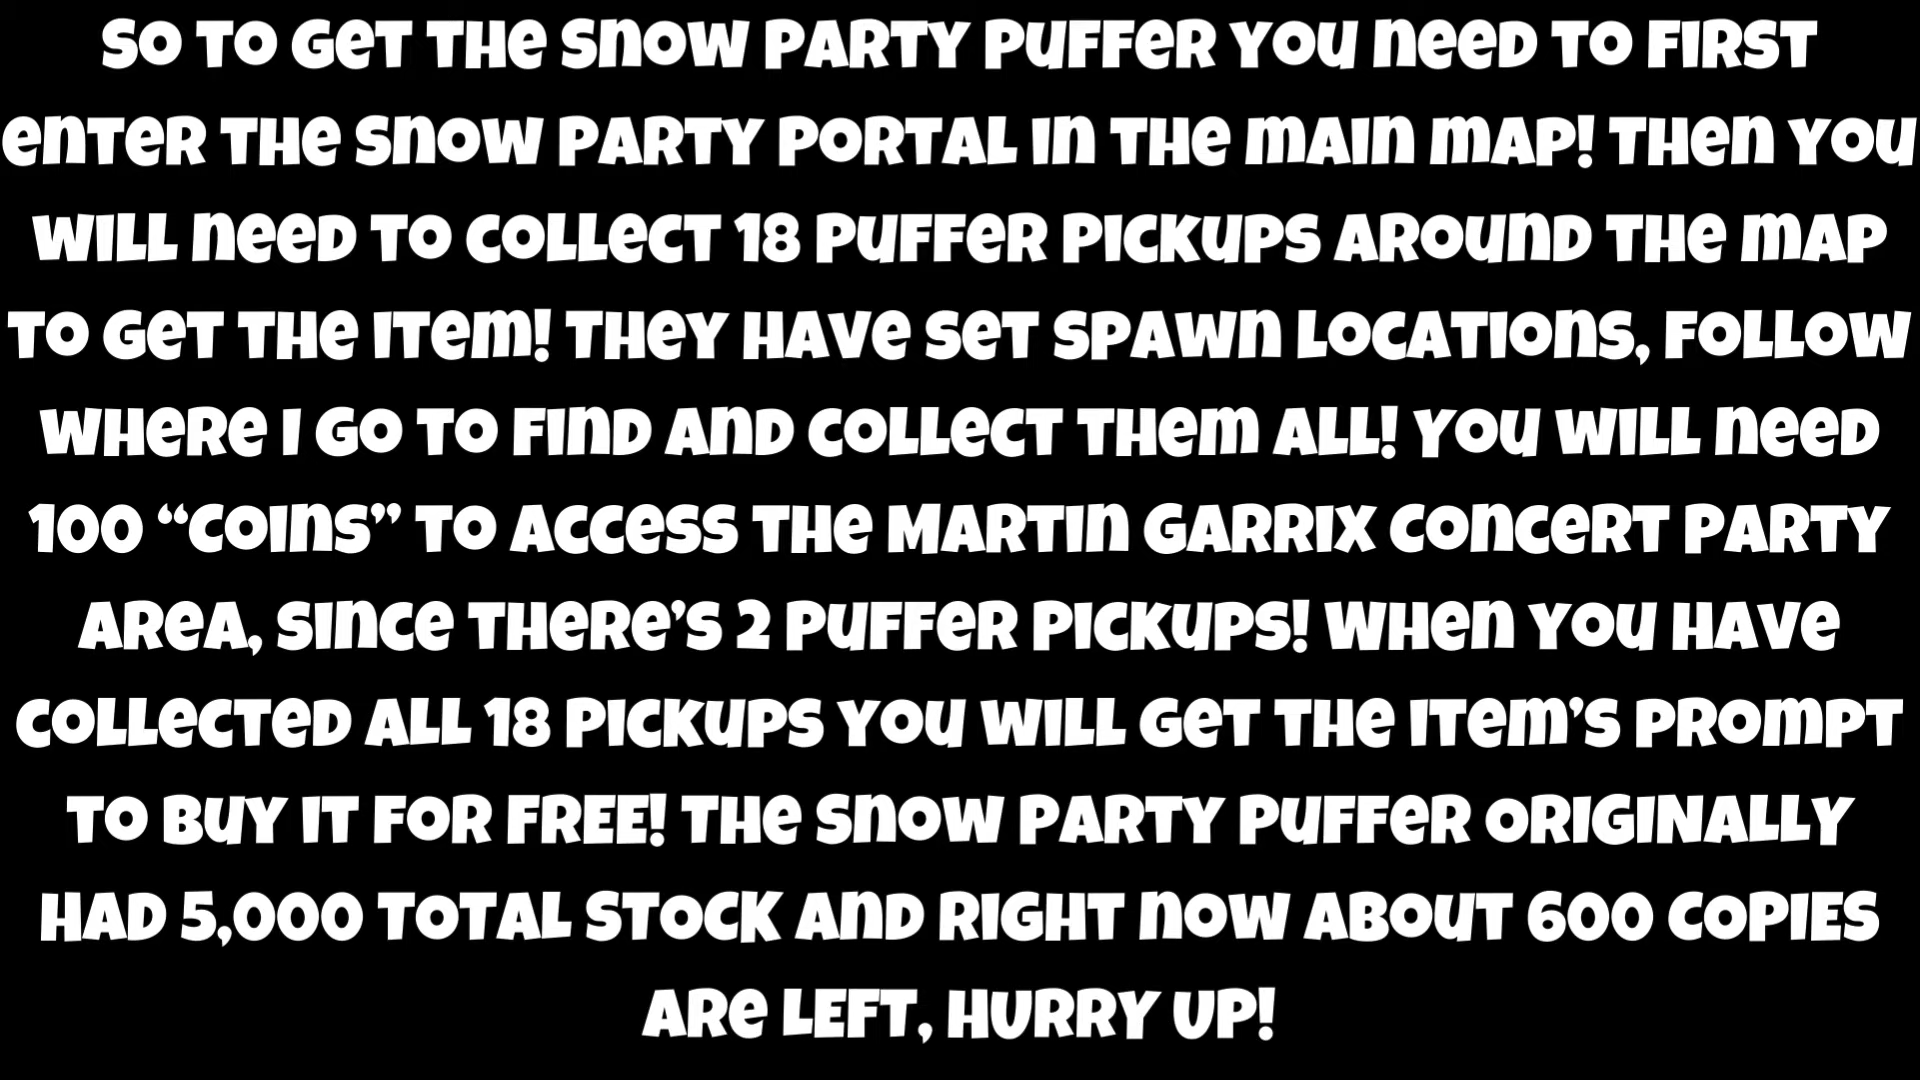 SO TO GET THE SNOW PARTY PUFFER YOU NEED TO FIRST
ENTER THE SNOW PARTY PORTAL IN THE MAIN MAP! THEN YOU
WILL NEED TO COLLECT 18 PUFFER PICKUPS AROUND THE MAP
TO GET THE ITEM! THEY HAVE SET SPAWN LOCATIONS, FOLLOW
WHERE I GO TO FIND AND COLLECT THEM ALL! YOU WILL NEED
100 “COINS” TO ACCESS THE MARTIN GARRIX CONCERT PARTY
AREA, SINCE THERE’S 2 PUFFER PICKUPS! WHEN YOU HAVE
COLLECTED ALL 18 PICKUPS YOU WILL GET THE ITEM’S PROMPT
TO BUY IT FOR FREE! THE SNOW PARTY PUFFER ORIGINALLY
HAD 5,000 TOTAL STOCK AND RIGHT NOW ABOUT 600 COPIES
ARE LEFT, HURRY UP!